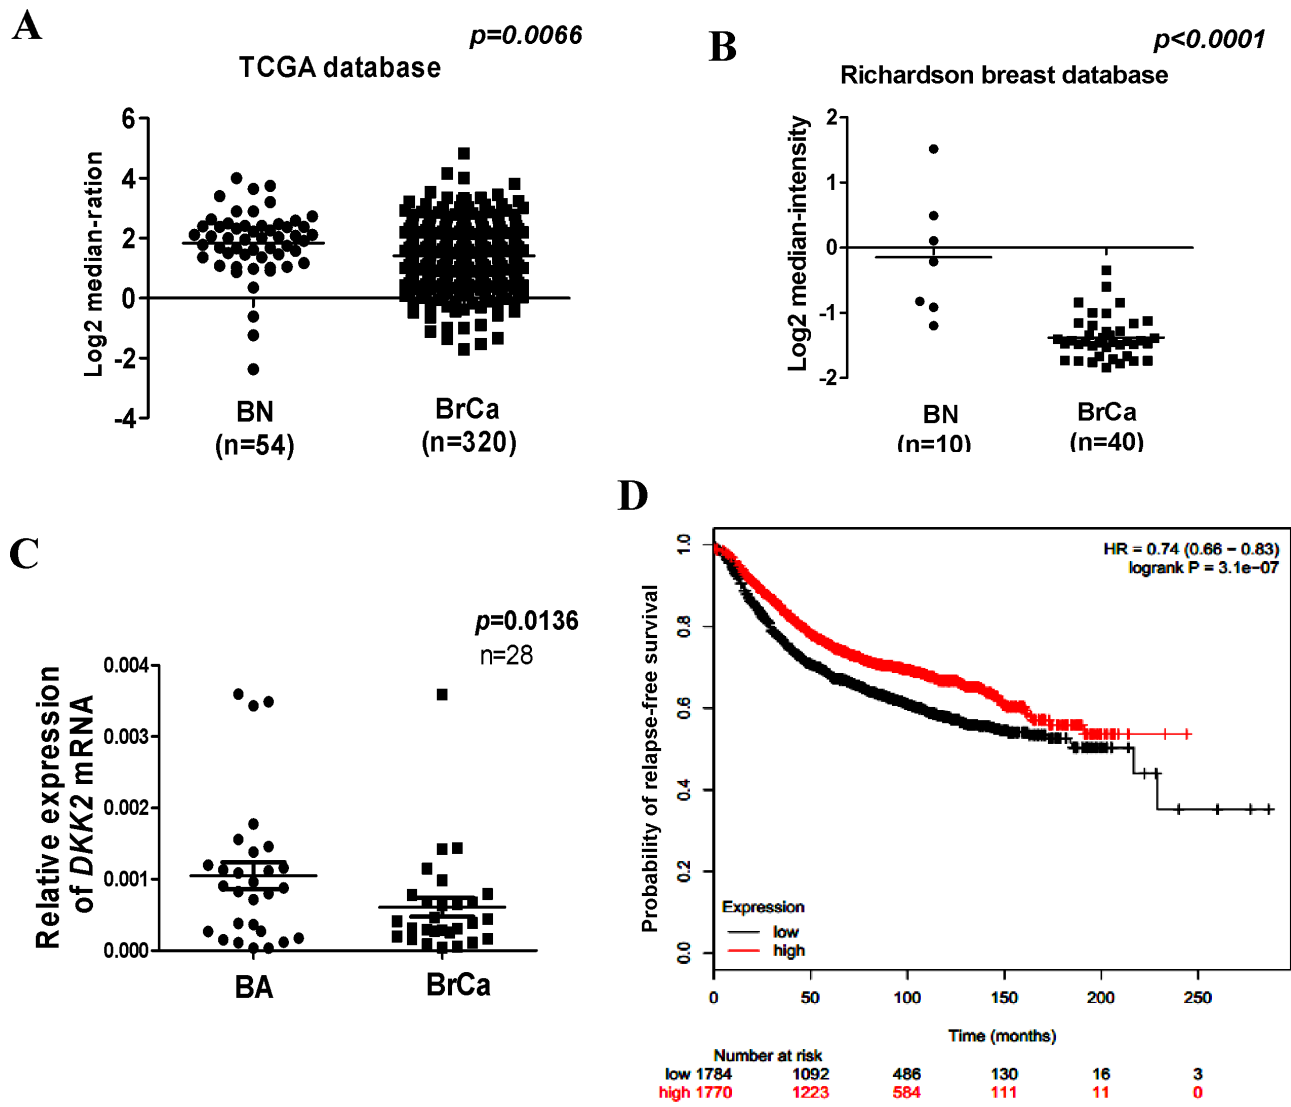 A
p=0.0066
TCGA database
Log2 median-ration
6
4
2
0
-2
-4
BN
(n=54)
BrCa
(n=320)
B
p<0.0001
Richardson breast database
Log2 median-intensity
2
1
0
-1
-2
BN
(n=10)
BrCa
(n=40)
C
p=0.0136
n=28
Relative expression
of DKK2 mRNA
0.004
0.003
0.002
0.001
0.000
BA
BrCa
D
HR = 0.74 (0.66 − 0.83)
logrank P = 3.1e−07
Probability of relapse-free survival
1.0
0.8
0.6
0.4
0.2
0.0
Expression
low
high
0 50 100 150 200 250
Time (months)
Number at risk
low 1784 1092 486 130 16 3
high 1770 1223 584 111 11 0